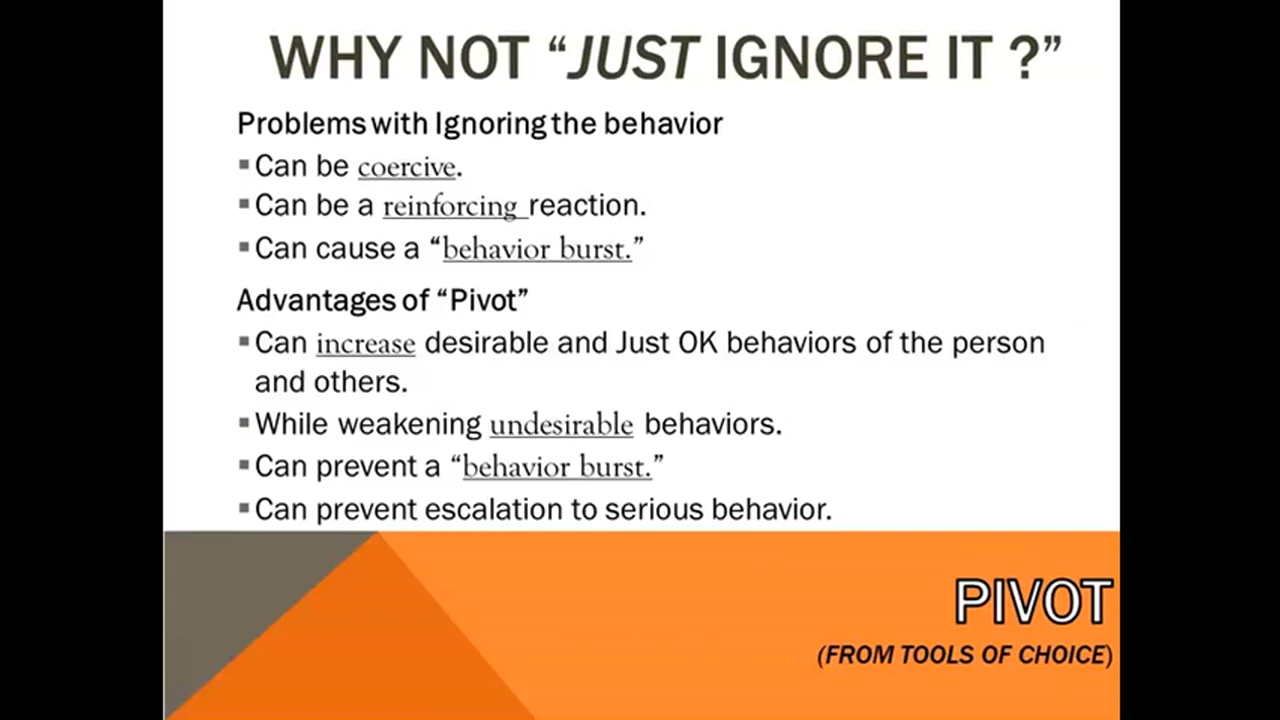 WHY NOT “JUST IGNORE IT ?”
Problems with Ignoring the behavior
▪Can be coercive.
▪Can be a reinforcing reaction.
▪Can cause a “behavior burst.”
Advantages of “Pivot”
▪Can increase desirable and Just OK behaviors of the person
and others.
▪While weakening undesirable behaviors.
▪Can prevent a “behavior burst.”
▪Can prevent escalation to serious behavior.
PIVOT
(FROM TOOLS OF CHOICE)